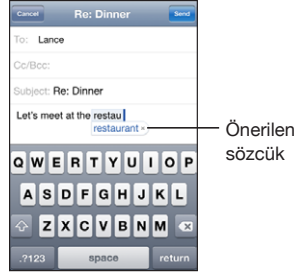 Cancel Re: Dinner Send
To: Lance
Cc/Bcc:
Subject: Re: Dinner
Let's meet at the restau
restaurant ×
Önerilen
sözcük
Q W E R T Y U I O P
A S D F G H J K L
Z X C V B N M
.?123 space return